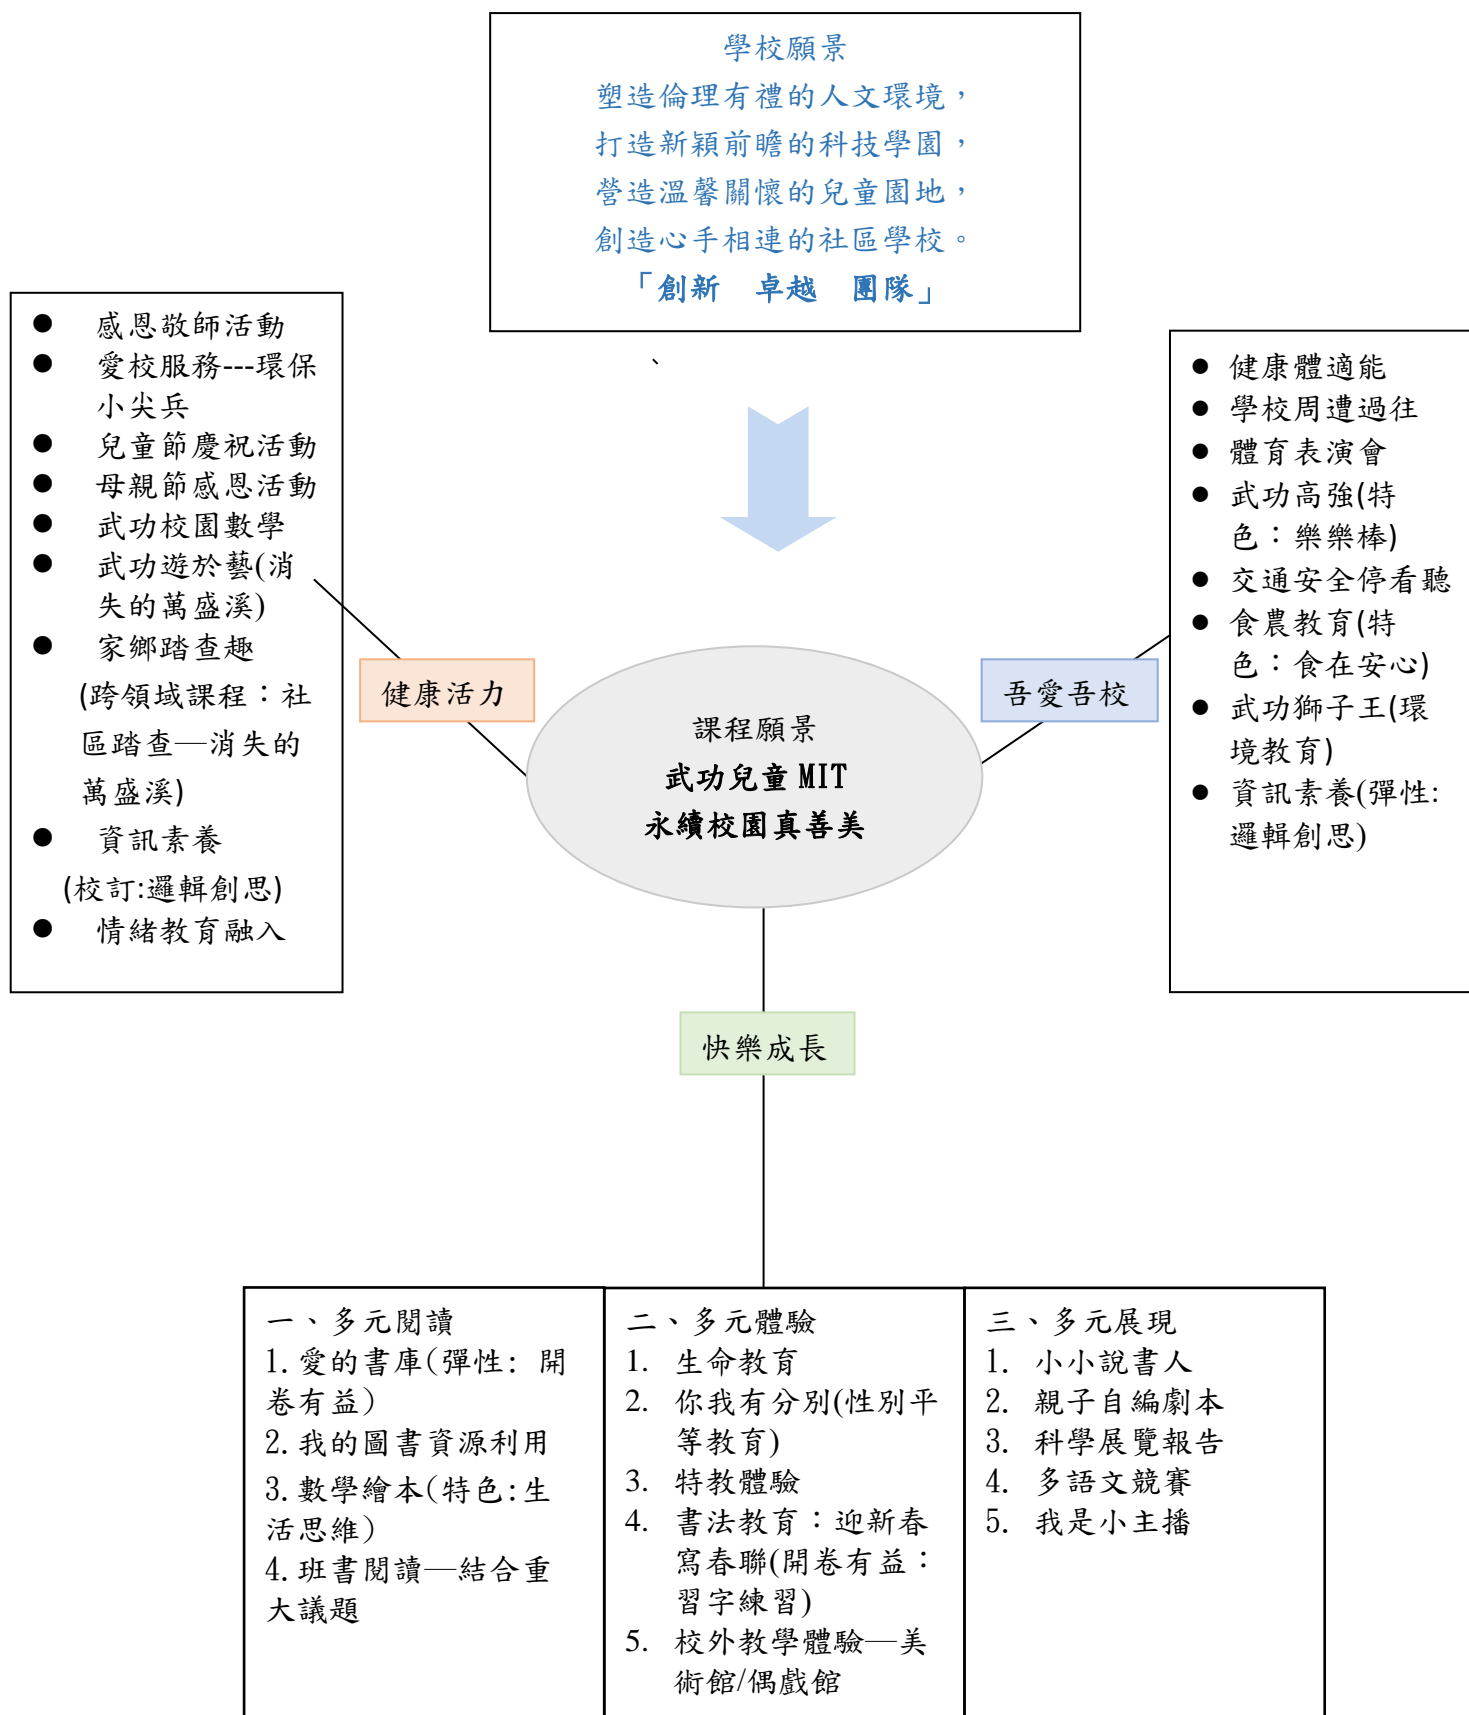 學校願景
塑造倫理有禮的人文環境，
打造新穎前瞻的科技學園，
營造溫馨關懷的兒童園地，
創造心手相連的社區學校。
「創新　卓越　團隊」
、
● 感恩敬師活動
● 愛校服務---環保
小尖兵
● 兒童節慶祝活動
● 母親節感恩活動
● 武功校園數學
● 武功遊於藝(消
失的萬盛溪)
● 家鄉踏查趣
(跨領域課程：社
區踏查—消失的
萬盛溪)
● 資訊素養
(校訂:邏輯創思)
● 情緒教育融入
健康活力
課程願景
武功兒童 MIT
永續校園真善美
吾愛吾校
● 健康體適能
● 學校周遭過往
● 體育表演會
● 武功高強(特
色：樂樂棒)
● 交通安全停看聽
● 食農教育(特
色：食在安心)
● 武功獅子王(環
境教育)
● 資訊素養(彈性:
邏輯創思)
快樂成長
一、多元閱讀
1.愛的書庫(彈性: 開
卷有益)
2.我的圖書資源利用
3.數學繪本(特色:生
活思維)
4.班書閱讀—結合重
大議題
二、多元體驗
1. 生命教育
2. 你我有分別(性別平
等教育)
3. 特教體驗
4. 書法教育：迎新春
寫春聯(開卷有益：
習字練習)
5. 校外教學體驗—美
術館/偶戲館
三、多元展現
1. 小小說書人
2. 親子自編劇本
3. 科學展覽報告
4. 多語文競賽
5. 我是小主播